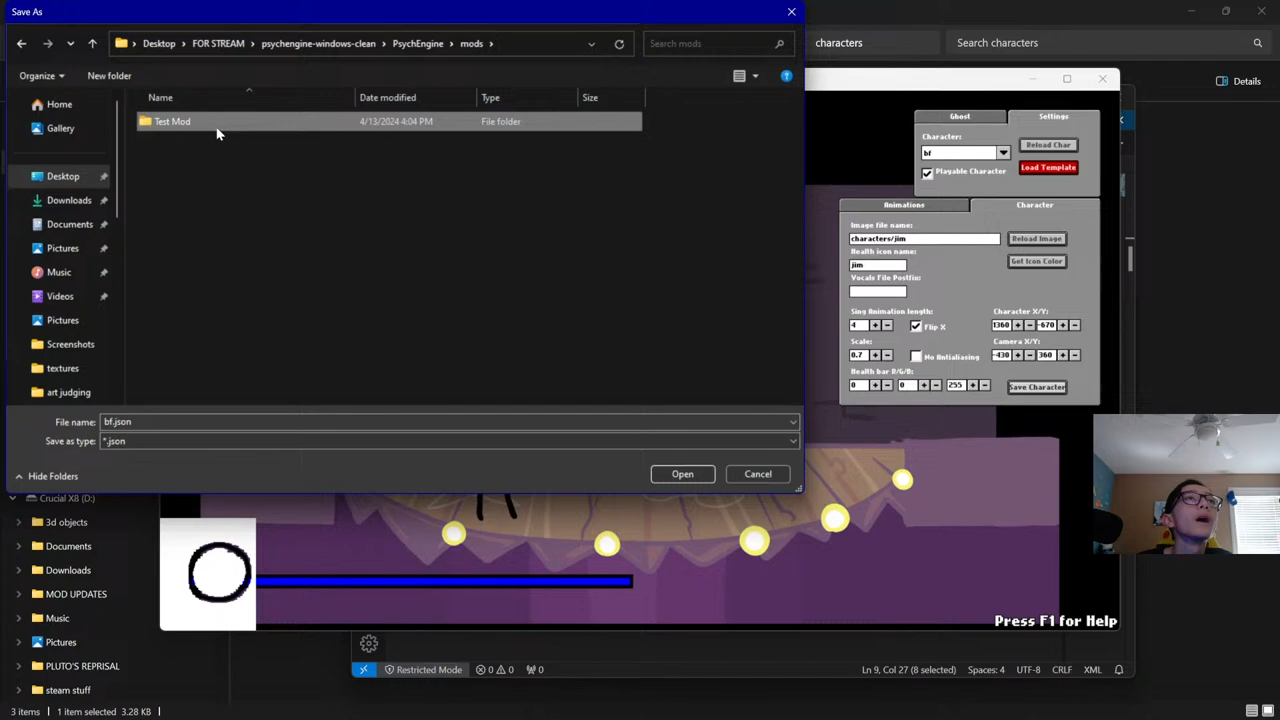 Save As
Desktop > FOR STREAM > psychengine-windows-clean > PsychEngine > mods >
Search mods
characters
Search characters
Organize
New folder
Details
Name
Date modified
Type
Size
Test Mod
4/13/2024 4:04 PM
File folder
Home
Gallery
Desktop
Downloads
Documents
Pictures
Music
Videos
Pictures
Screenshots
textures
art judging
File name:
bf.json
Save as type:
*.json
Hide Folders
Open
Cancel
Ghost
Settings
Character:
bf
Reload Char
Playable Character
Load Template
Animations
Character
Image file name:
characters/jim
Reload Image
Health icon name:
jim
Get Icon Color
Vocals File Postfix:
Sing Animation length:
Character X/Y:
4 + -
Flip X
1360 + - -670 + -
Scale:
Camera X/Y:
0.7 + -
No Antialiasing
-430 + - 360 + -
Health bar R/G/B:
0 + - 0 + - 255 + -
Save Character
Crucial X8 (D:)
3d objects
Documents
Downloads
MOD UPDATES
Music
Pictures
PLUTO'S REPRISAL
steam stuff
Press F1 for Help
Restricted Mode
0 0
0
Ln 9, Col 27 (8 selected)
Spaces: 4
UTF-8
CRLF
XML
3 items
1 item selected 3.28 KB